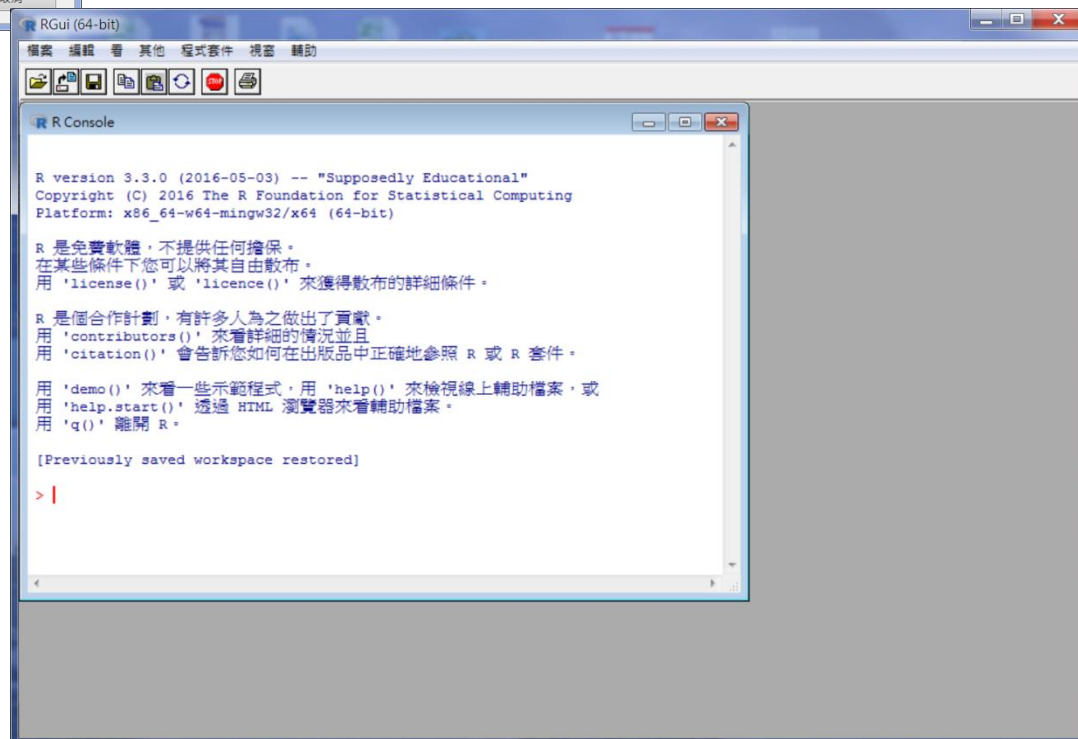 取消
RGui (64-bit)
檔案 編輯 看 其他 程式套件 視窗 輔助
STOP
R Console
R version 3.3.0 (2016-05-03) -- "Supposedly Educational"
Copyright (C) 2016 The R Foundation for Statistical Computing
Platform: x86_64-w64-mingw32/x64 (64-bit)
R 是免費軟體，不提供任何擔保。
在某些條件下您可以將其自由散布。
用 'license()' 或 'licence()' 來獲得散布的詳細條件。
R 是個合作計劃，有許多人為之做出了貢獻。
用 'contributors()' 來看詳細的情況並且
用 'citation()' 會告訴您如何在出版品中正確地參照 R 或 R 套件。
用 'demo()' 來看一些示範程式，用 'help()' 來檢視線上輔助檔案，或
用 'help.start()' 透過 HTML 瀏覽器來看輔助檔案。
用 'q()' 離開 R。
[Previously saved workspace restored]
>